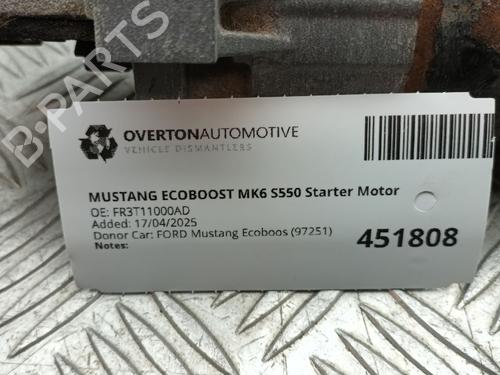 OVERTONAUTOMOTIVE
VEHICLE DISMANTLERS
MUSTANG ECOBOOST MK6 S550 Starter Motor
OE: FR3T11000AD
Added: 17/04/2025
Donor Car: FORD Mustang Ecoboos (97251)
Notes:
451808
B-PARTS